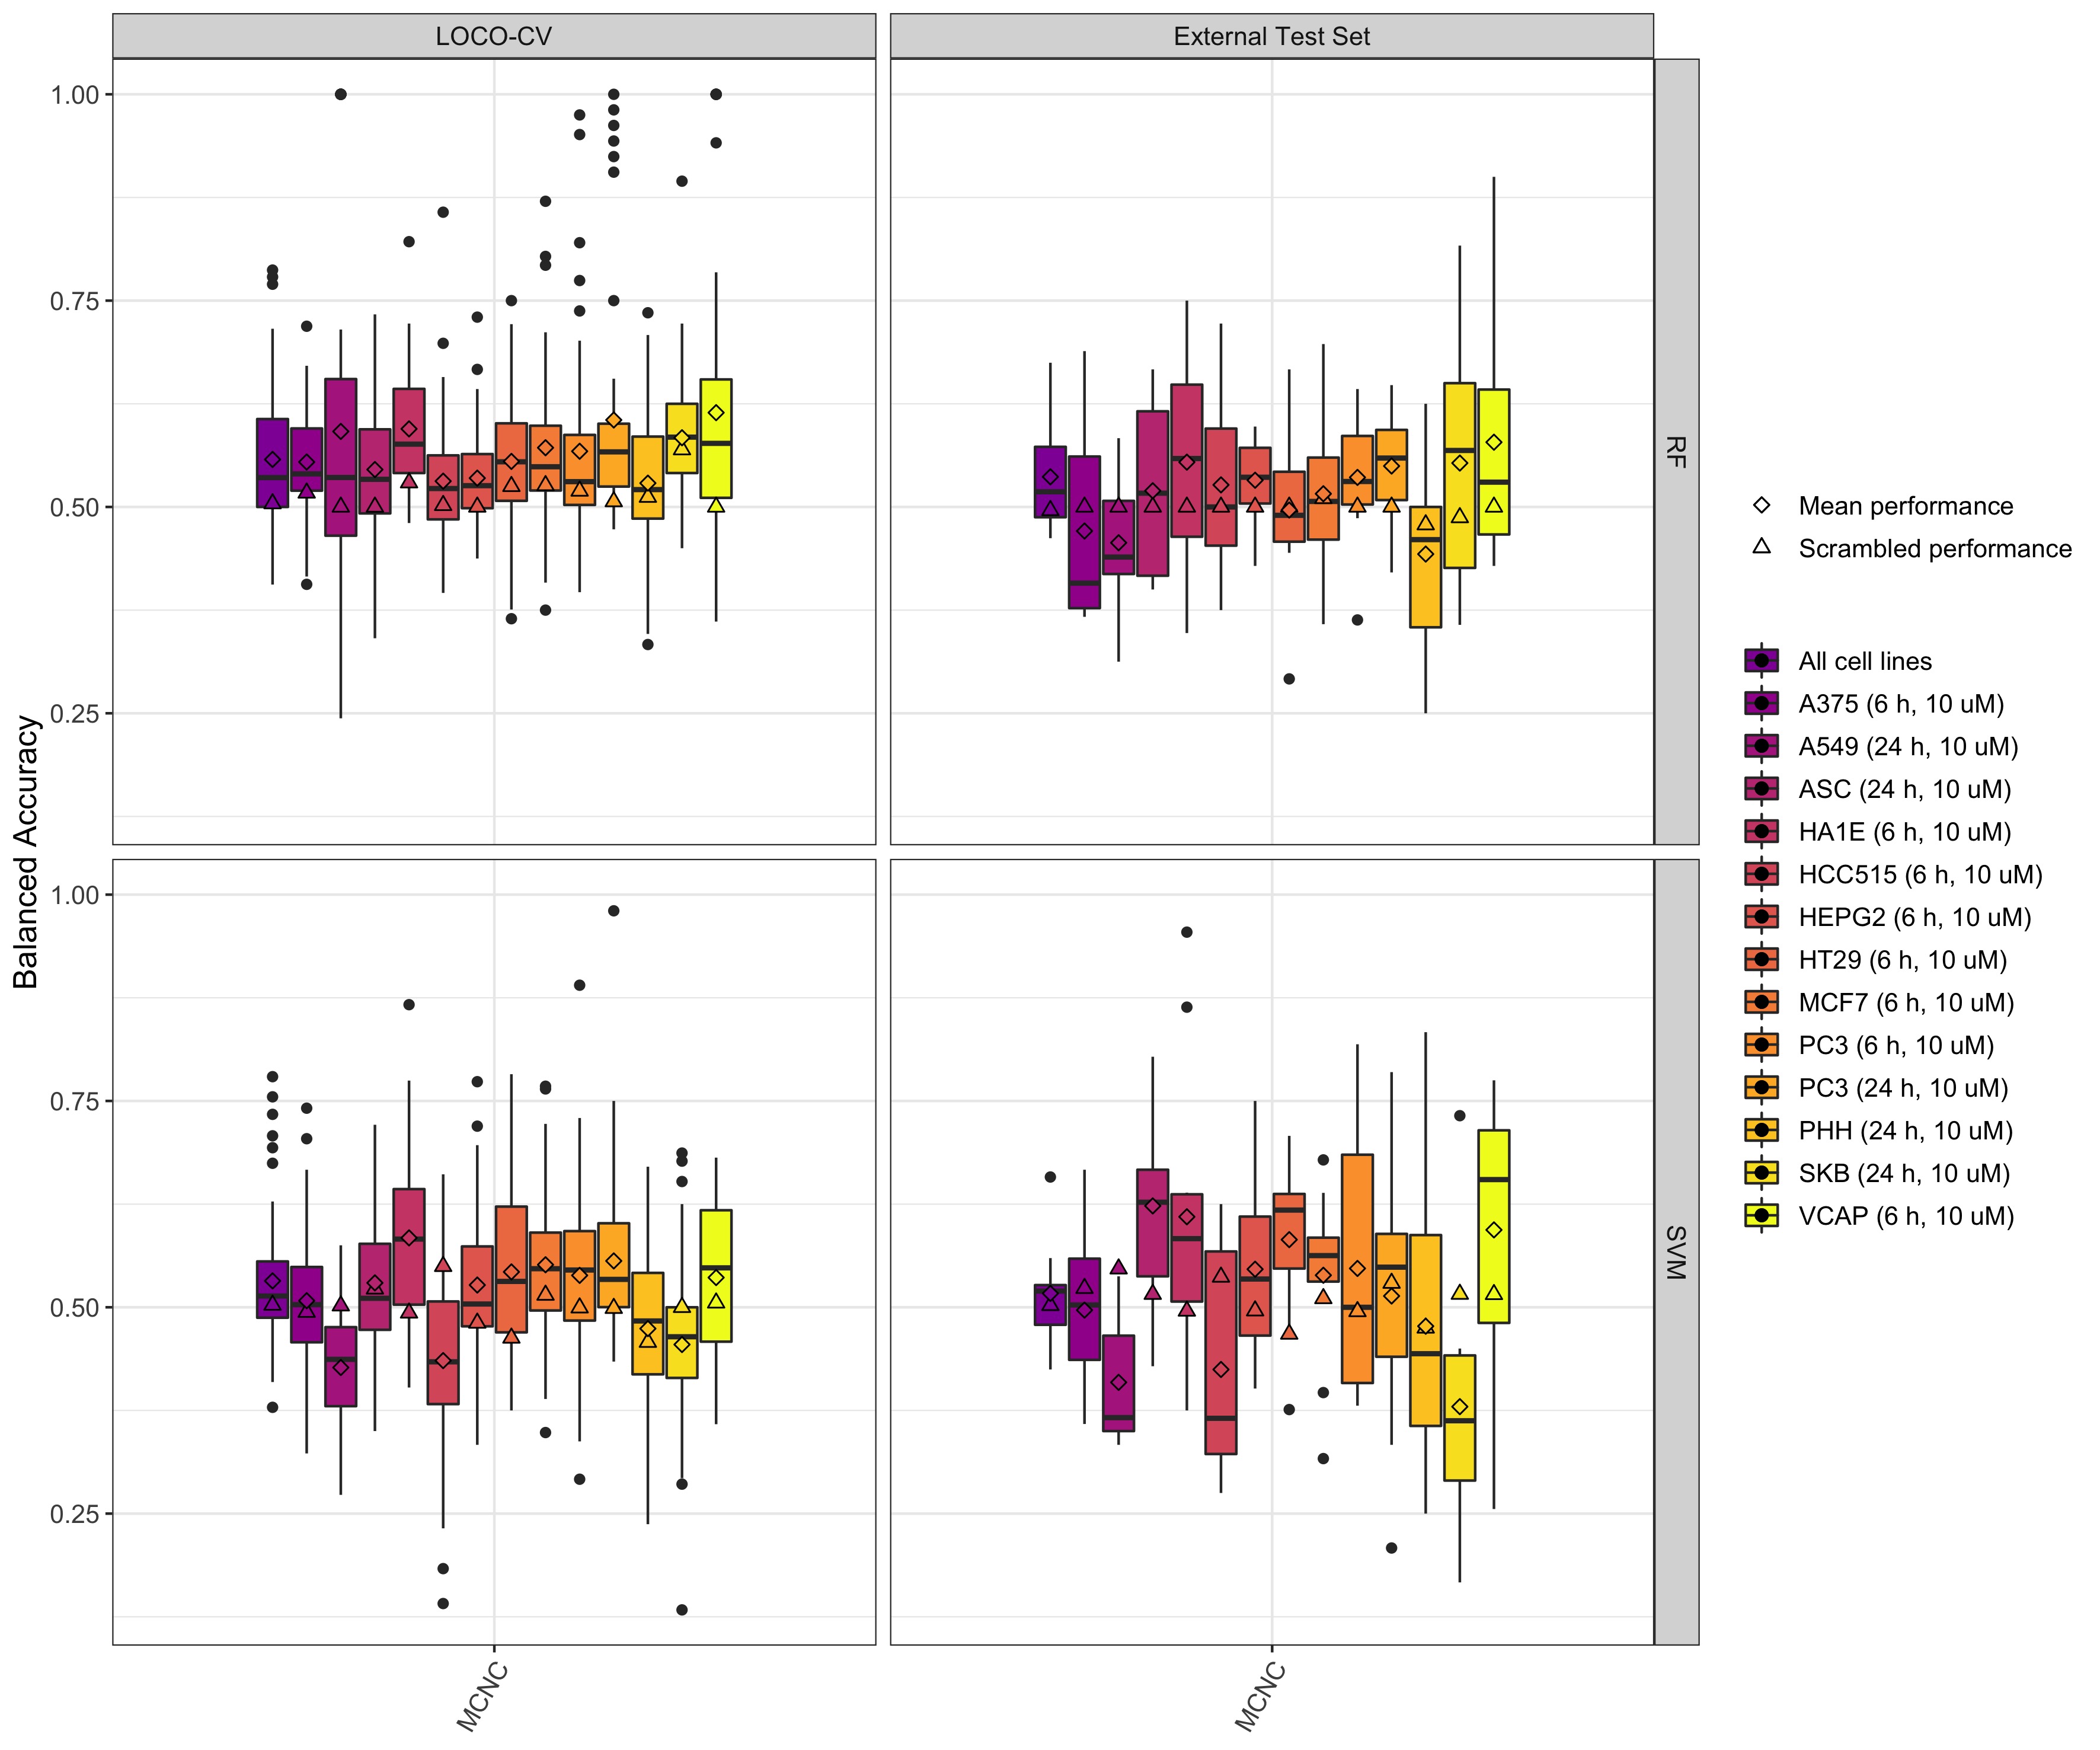 LOCO-CV
External Test Set
1.00
0.75
0.50
0.25
RF
Balanced Accuracy
1.00
0.75
0.50
0.25
SVM
MCNC
MCNC
Mean performance
Scrambled performance
All cell lines
A375 (6 h, 10 uM)
A549 (24 h, 10 uM)
ASC (24 h, 10 uM)
HA1E (6 h, 10 uM)
HCC515 (6 h, 10 uM)
HEPG2 (6 h, 10 uM)
HT29 (6 h, 10 uM)
MCF7 (6 h, 10 uM)
PC3 (6 h, 10 uM)
PC3 (24 h, 10 uM)
PHH (24 h, 10 uM)
SKB (24 h, 10 uM)
VCAP (6 h, 10 uM)